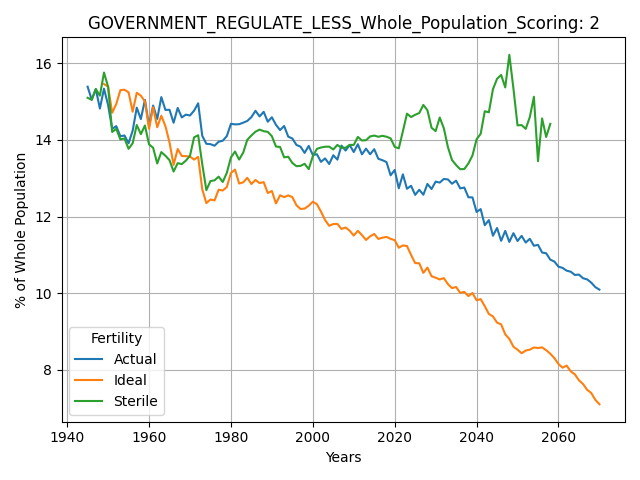 GOVERNMENT_REGULATE_LESS_Whole_Population_Scoring: 2
% of Whole Population
16
14
12
10
8
Fertility
Actual
Ideal
Sterile
1940 1960 1980 2000 2020 2040 2060
Years